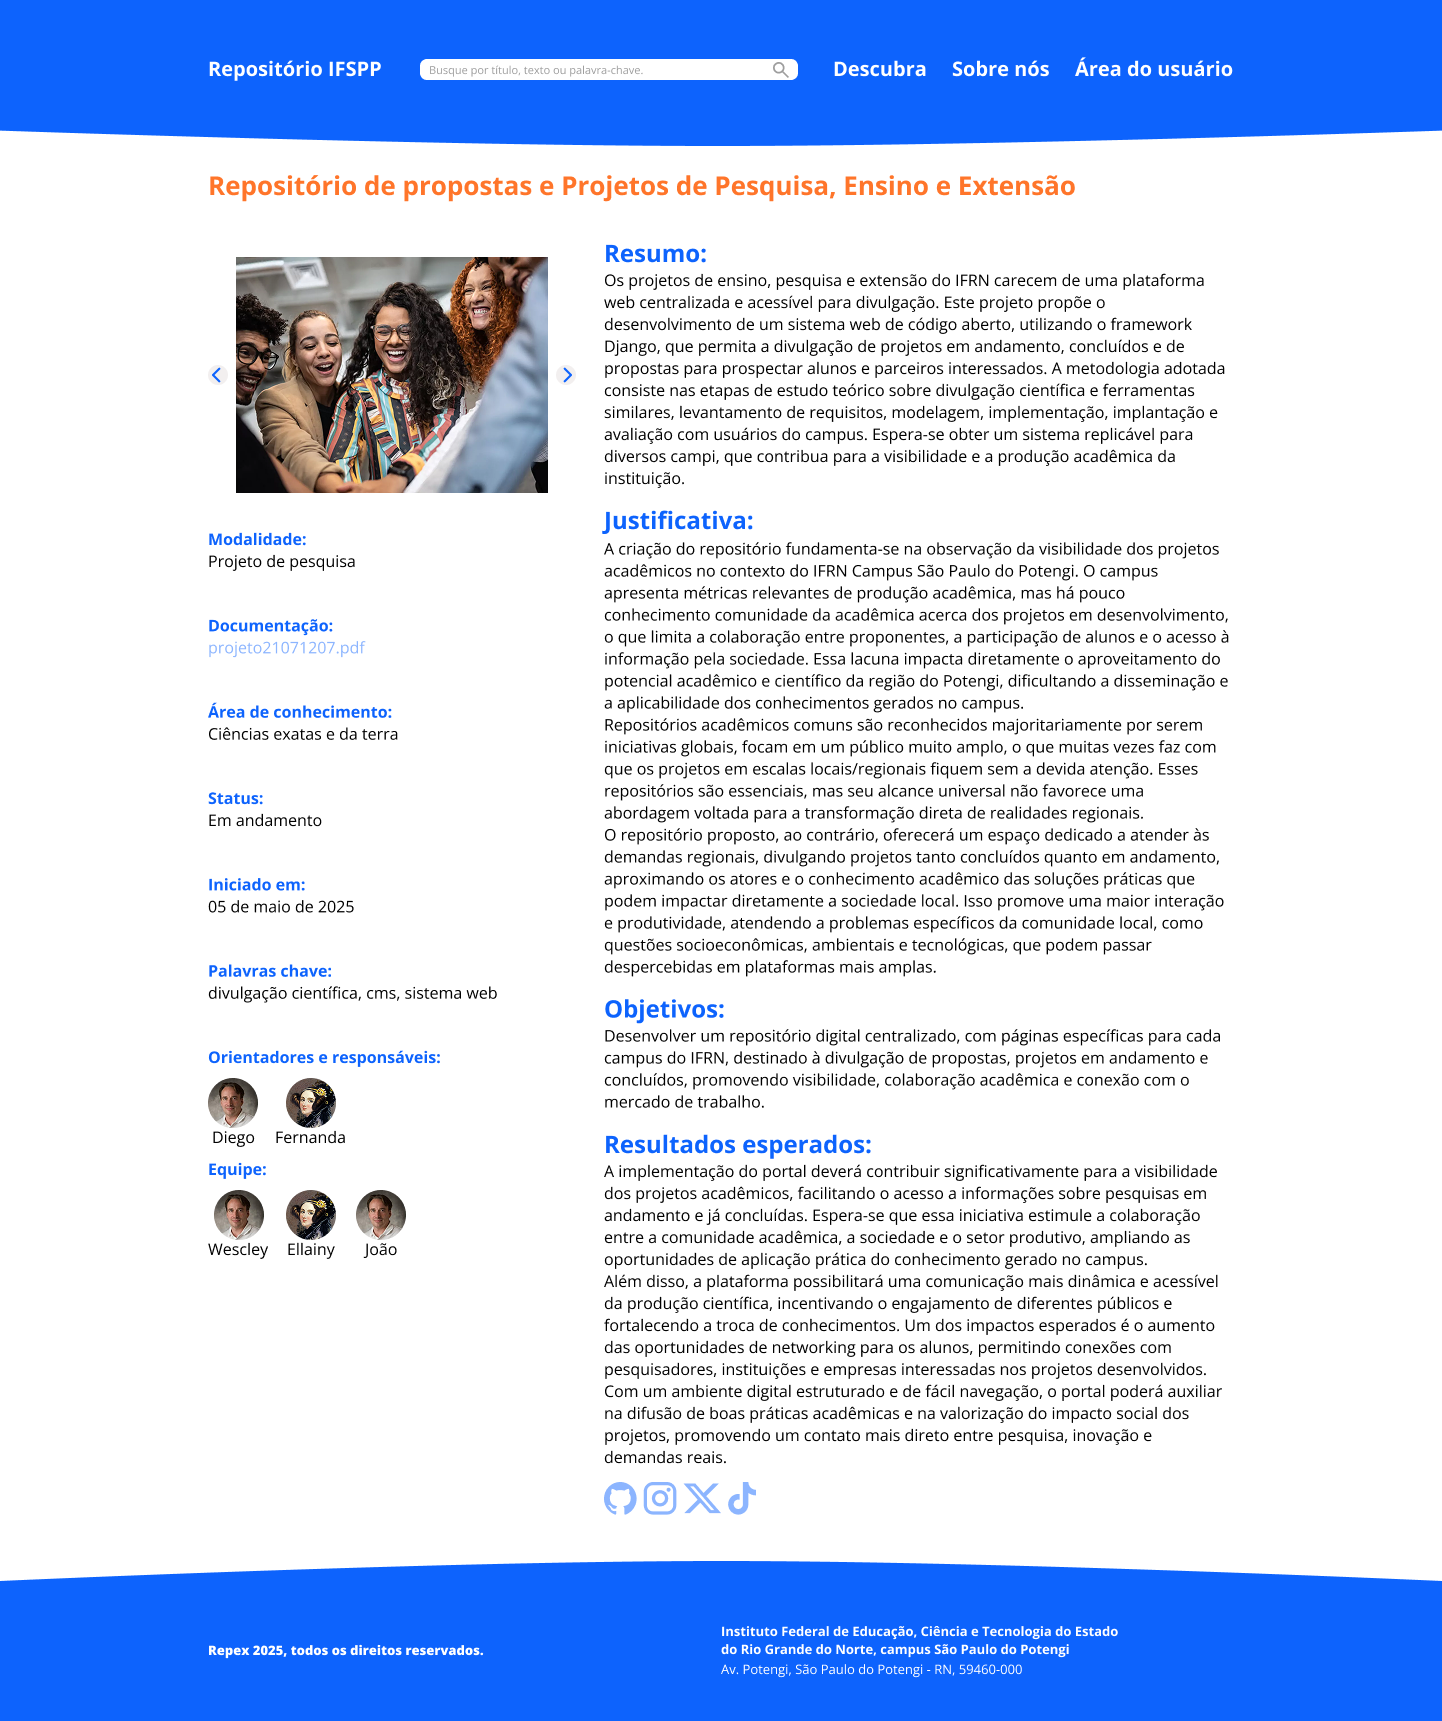 Repositório IFSPP
Busque por título, texto ou palavra-chave.
Descubra
Sobre nós
Área do usuário
Repositório de propostas e Projetos de Pesquisa, Ensino e Extensão
Modalidade:
Projeto de pesquisa
Documentação:
projeto21071207.pdf
Área de conhecimento:
Ciências exatas e da terra
Status:
Em andamento
Iniciado em:
05 de maio de 2025
Palavras chave:
divulgação científica, cms, sistema web
Orientadores e responsáveis:
Diego
Fernanda
Equipe:
Wescley
Ellainy
João
Resumo:
Os projetos de ensino, pesquisa e extensão do IFRN carecem de uma plataforma
web centralizada e acessível para divulgação. Este projeto propõe o
desenvolvimento de um sistema web de código aberto, utilizando o framework
Django, que permita a divulgação de projetos em andamento, concluídos e de
propostas para prospectar alunos e parceiros interessados. A metodologia adotada
consiste nas etapas de estudo teórico sobre divulgação científica e ferramentas
similares, levantamento de requisitos, modelagem, implementação, implantação e
avaliação com usuários do campus. Espera-se obter um sistema replicável para
diversos campi, que contribua para a visibilidade e a produção acadêmica da
instituição.
Justificativa:
A criação do repositório fundamenta-se na observação da visibilidade dos projetos
acadêmicos no contexto do IFRN Campus São Paulo do Potengi. O campus
apresenta métricas relevantes de produção acadêmica, mas há pouco
conhecimento comunidade da acadêmica acerca dos projetos em desenvolvimento,
o que limita a colaboração entre proponentes, a participação de alunos e o acesso à
informação pela sociedade. Essa lacuna impacta diretamente o aproveitamento do
potencial acadêmico e científico da região do Potengi, dificultando a disseminação e
a aplicabilidade dos conhecimentos gerados no campus.
Repositórios acadêmicos comuns são reconhecidos majoritariamente por serem
iniciativas globais, focam em um público muito amplo, o que muitas vezes faz com
que os projetos em escalas locais/regionais fiquem sem a devida atenção. Esses
repositórios são essenciais, mas seu alcance universal não favorece uma
abordagem voltada para a transformação direta de realidades regionais.
O repositório proposto, ao contrário, oferecerá um espaço dedicado a atender às
demandas regionais, divulgando projetos tanto concluídos quanto em andamento,
aproximando os atores e o conhecimento acadêmico das soluções práticas que
podem impactar diretamente a sociedade local. Isso promove uma maior interação
e produtividade, atendendo a problemas específicos da comunidade local, como
questões socioeconômicas, ambientais e tecnológicas, que podem passar
despercebidas em plataformas mais amplas.
Objetivos:
Desenvolver um repositório digital centralizado, com páginas específicas para cada
campus do IFRN, destinado à divulgação de propostas, projetos em andamento e
concluídos, promovendo visibilidade, colaboração acadêmica e conexão com o
mercado de trabalho.
Resultados esperados:
A implementação do portal deverá contribuir significativamente para a visibilidade
dos projetos acadêmicos, facilitando o acesso a informações sobre pesquisas em
andamento e já concluídas. Espera-se que essa iniciativa estimule a colaboração
entre a comunidade acadêmica, a sociedade e o setor produtivo, ampliando as
oportunidades de aplicação prática do conhecimento gerado no campus.
Além disso, a plataforma possibilitará uma comunicação mais dinâmica e acessível
da produção científica, incentivando o engajamento de diferentes públicos e
fortalecendo a troca de conhecimentos. Um dos impactos esperados é o aumento
das oportunidades de networking para os alunos, permitindo conexões com
pesquisadores, instituições e empresas interessadas nos projetos desenvolvidos.
Com um ambiente digital estruturado e de fácil navegação, o portal poderá auxiliar
na difusão de boas práticas acadêmicas e na valorização do impacto social dos
projetos, promovendo um contato mais direto entre pesquisa, inovação e
demandas reais.
Repex 2025, todos os direitos reservados.
Instituto Federal de Educação, Ciência e Tecnologia do Estado
do Rio Grande do Norte, campus São Paulo do Potengi
Av. Potengi, São Paulo do Potengi - RN, 59460-000